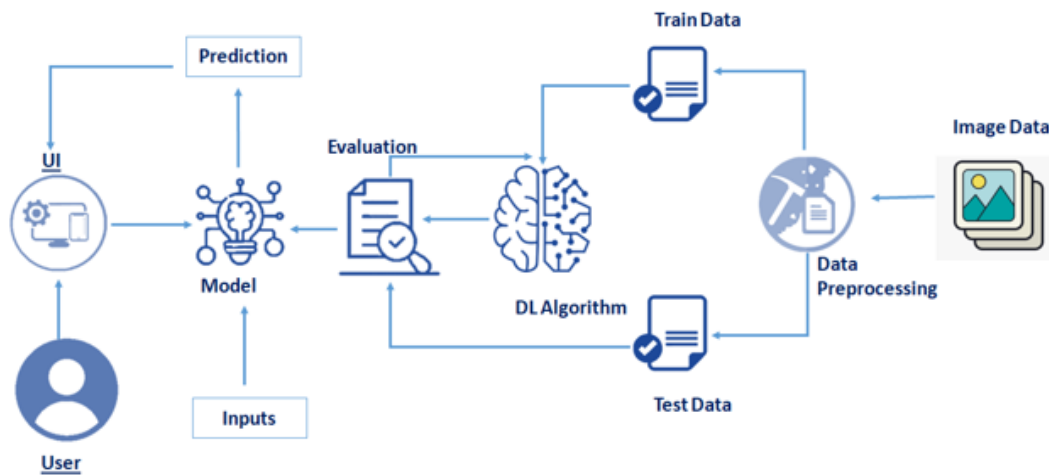 Train Data
Prediction
Image Data
Evaluation
UI
Data
Preprocessing
Model
DL Algorithm
Test Data
Inputs
User